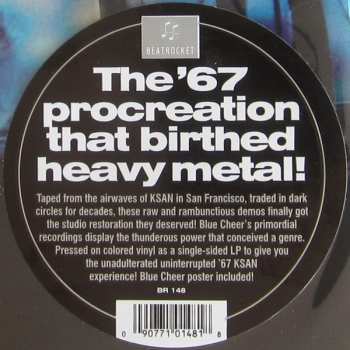 BEATROCKET
The '67
procreation
that birthed
heavy metal!
Taped from the airwaves of KSAN in San Francisco, traded in dark
circles for decades, these raw and rambunctious demos finally got
the studio restoration they deserved! Blue Cheer's primordial
recordings display the thunderous power that conceived a genre.
Pressed on colored vinyl as a single-sided LP to give you
the unadulterated uninterrupted '67 KSAN
experience! Blue Cheer poster included!
BR 148
0 90771 01481 8